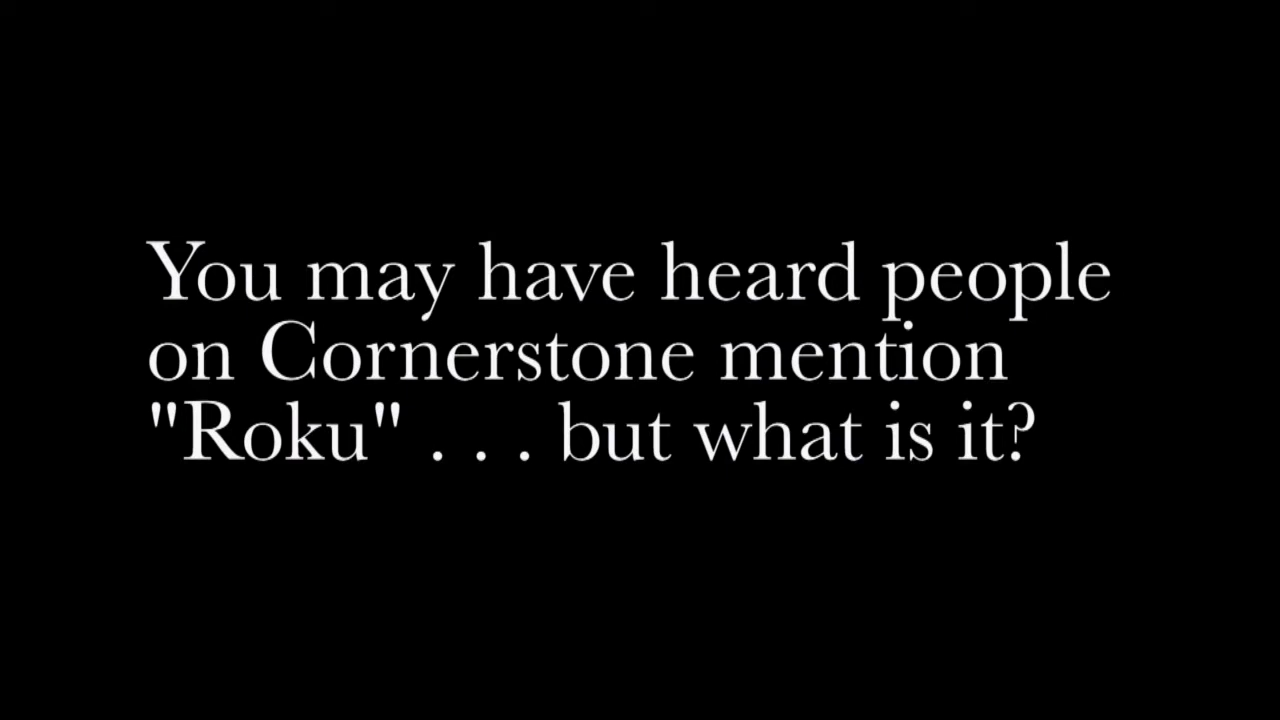 You may have heard people
on Cornerstone mention
"Roku" . . . but what is it?